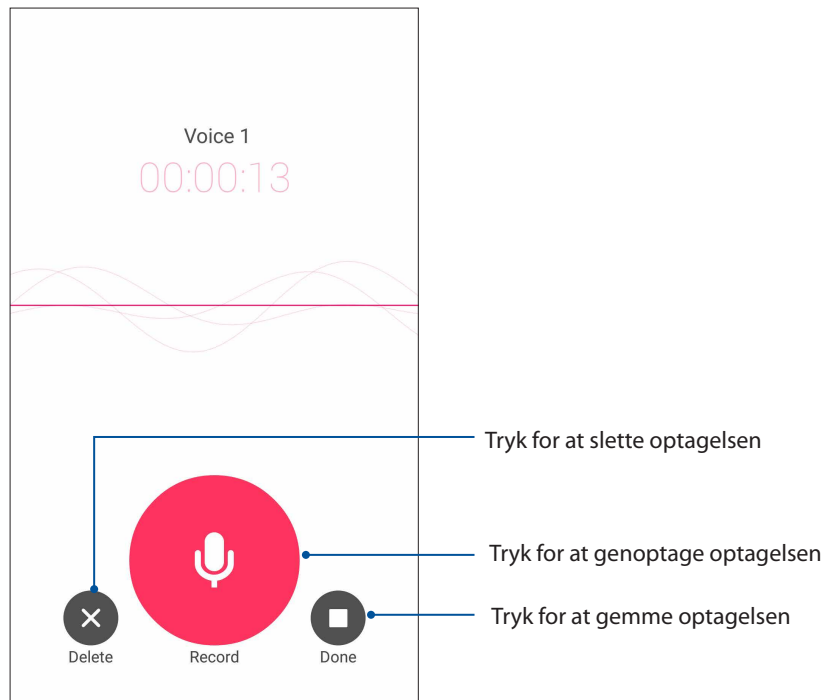 Voice 1
00:00:13
Tryk for at slette optagelsen
Tryk for at genoptage optagelsen
Tryk for at gemme optagelsen
Delete
Record
Done